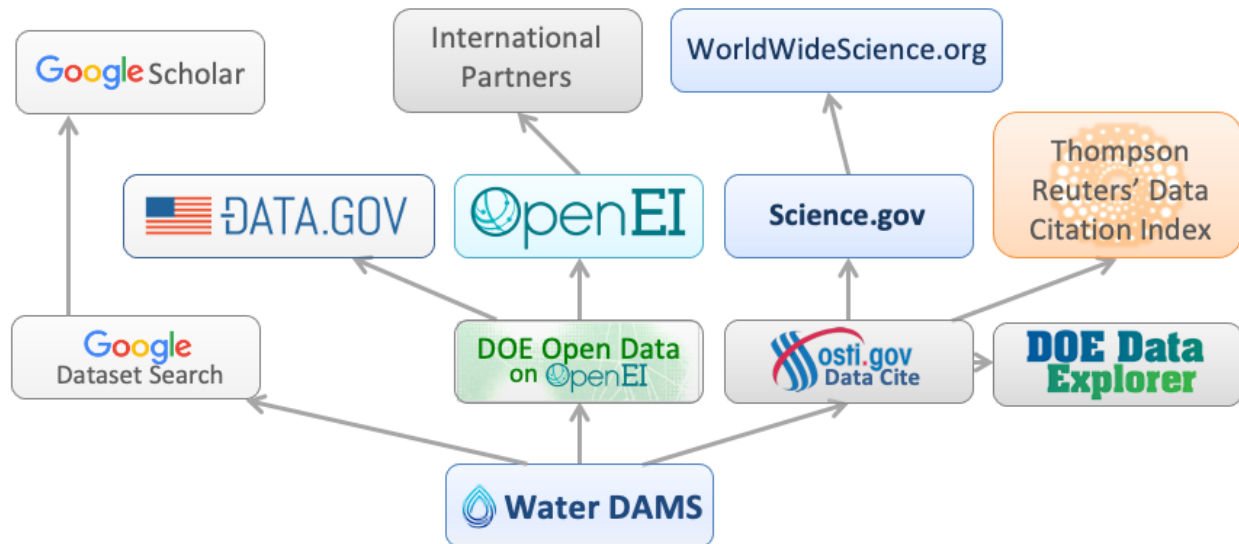 International
Partners
WorldWideScience.org
Google Scholar
Thompson
Reuters' Data
Citation Index
DATA.GOV
OpenEI
Science.gov
Google
Dataset Search
DOE Open Data
on OpenEI
osti.gov
Data Cite
DOE Data
Explorer
Water DAMS